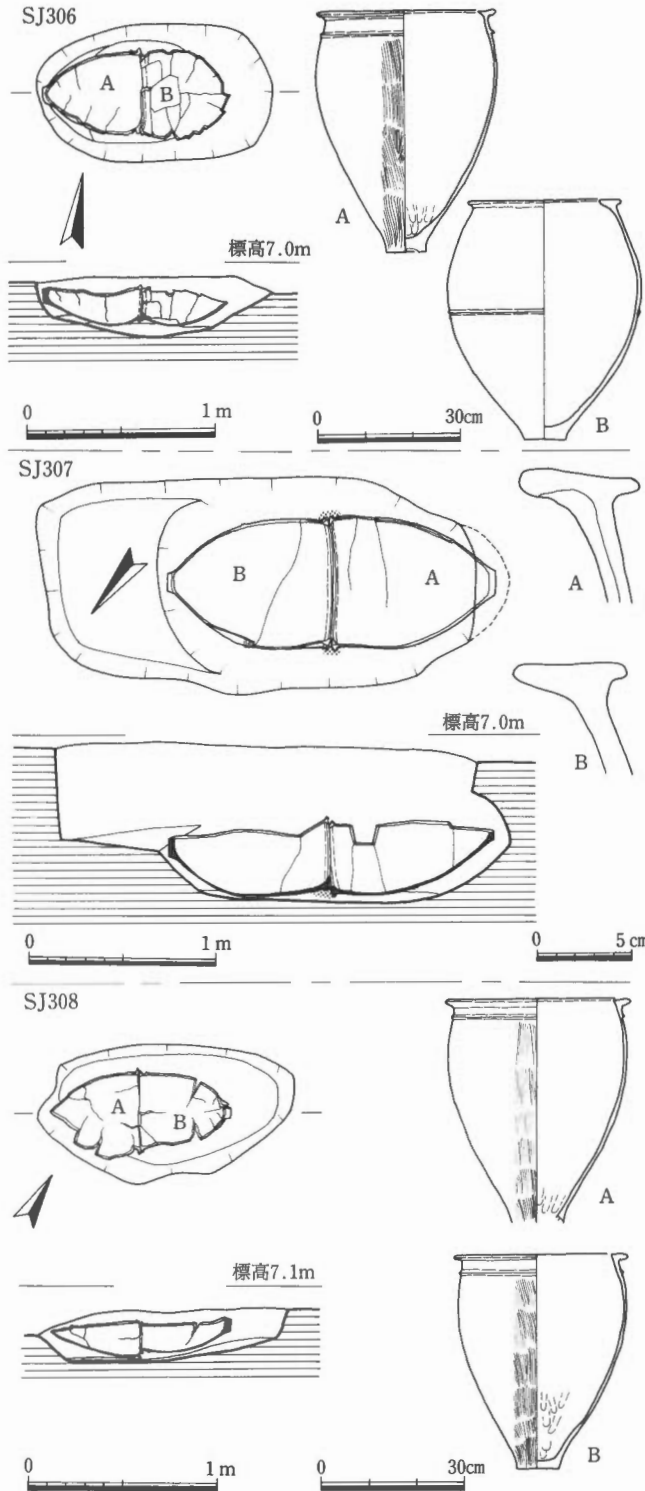 SJ306
A
B
標高7.0m
0 1 m
A
B
0 30cm
SJ307
B
A
標高7.0m
A
B
0 1 m
0 5 cm
SJ308
A
B
標高7.1m
A
B
0 1 m
0 30cm